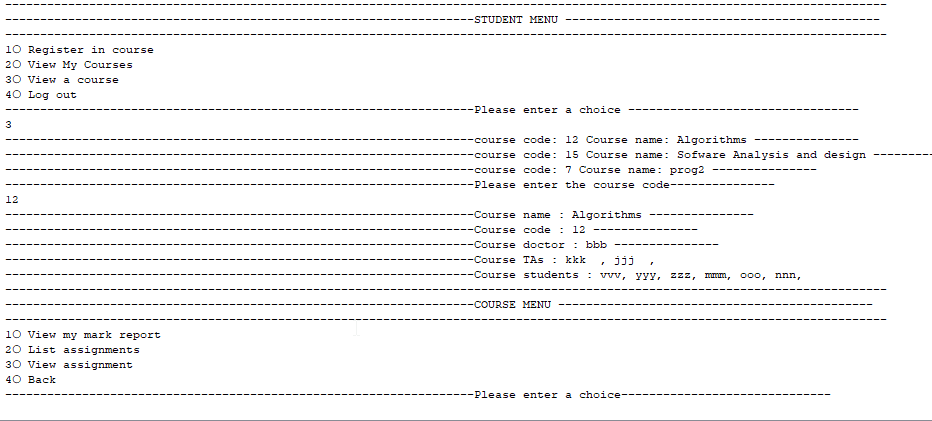 --------------------------------------------------------------------------------------------------------------------------------
-------------------------------------------------------------------STUDENT MENU ---------------------------------------------
--------------------------------------------------------------------------------------------------------------------------------
1○ Register in course
2○ View My Courses
3○ View a course
4○ Log out
-------------------------------------------------------------------Please enter a choice ---------------------------------
3
-------------------------------------------------------------------course code: 12 Course name: Algorithms ---------------
-------------------------------------------------------------------course code: 15 Course name: Sofware Analysis and design ---------
-------------------------------------------------------------------course code: 7 Course name: prog2 ---------------
-------------------------------------------------------------------Please enter the course code---------------
12
-------------------------------------------------------------------Course name : Algorithms ---------------
-------------------------------------------------------------------Course code : 12 ---------------
-------------------------------------------------------------------Course doctor : bbb ---------------
-------------------------------------------------------------------Course TAs : kkk  , jjj  ,
-------------------------------------------------------------------Course students : vvv, yyy, zzz, mmm, ooo, nnn,
--------------------------------------------------------------------------------------------------------------------------------
-------------------------------------------------------------------COURSE MENU ---------------------------------------------
--------------------------------------------------------------------------------------------------------------------------------
1○ View my mark report
2○ List assignments
3○ View assignment
4○ Back
-------------------------------------------------------------------Please enter a choice------------------------------